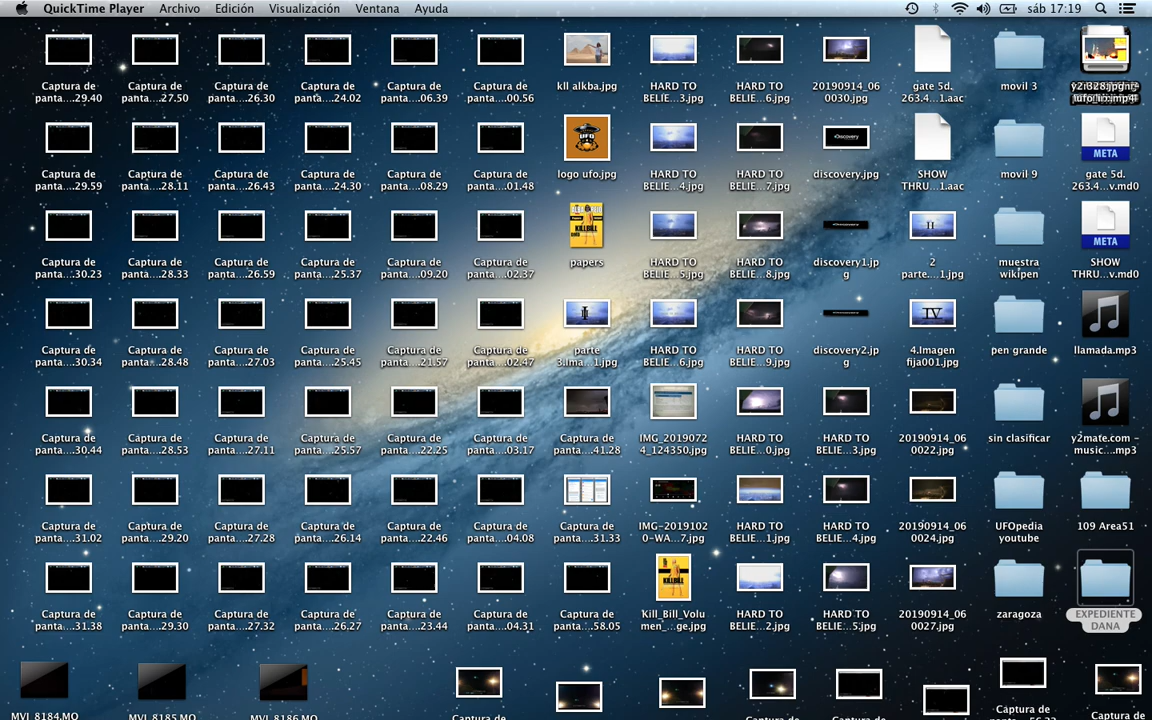 QuickTime Player Archivo Edición Visualización Ventana Ayuda sáb 17:19
Captura de panta....29.40
Captura de panta....27.50
Captura de panta....26.30
Captura de panta....24.02
Captura de panta....06.39
Captura de panta....00.56
kll alkba.jpg
HARD TO BELIE...3.jpg
HARD TO BELIE...6.jpg
20190914_06 0030.jpg
gate 5d. 263.4...1.aac
movil 3
Captura de panta....29.59
Captura de panta....28.11
Captura de panta....26.43
Captura de panta....24.30
Captura de panta....08.29
Captura de panta....01.48
UFO
logo ufo.jpg
HARD TO BELIE...4.jpg
HARD TO BELIE...7.jpg
Discovery
discovery.jpg
SHOW THRU...1.aac
movil 9
META
gate 5d. 263.4...v.md0
Captura de panta....30.23
Captura de panta....28.33
Captura de panta....26.59
Captura de panta....25.37
Captura de panta....09.20
Captura de panta....02.37
KILLBILL
papers
HARD TO BELIE...5.jpg
HARD TO BELIE...8.jpg
discovery1.jp g
II
2 parte....1.jpg
muestra wikipen
META
SHOW THRU...v.md0
Captura de panta....30.34
Captura de panta....28.48
Captura de panta....27.03
Captura de panta....25.45
Captura de panta....21.57
Captura de panta....02.47
parte 3.Ima...1.jpg
HARD TO BELIE...6.jpg
HARD TO BELIE...9.jpg
discovery2.jp g
IV
4.Imagen fija001.jpg
pen grande
llamada.mp3
Captura de panta....30.44
Captura de panta....28.53
Captura de panta....27.11
Captura de panta....25.57
Captura de panta....22.25
Captura de panta....03.17
Captura de panta....41.28
IMG_2019072 4_124350.jpg
HARD TO BELIE...0.jpg
HARD TO BELIE...3.jpg
20190914_06 0022.jpg
sin clasificar
y2mate.com - music....mp3
Captura de panta....31.02
Captura de panta....29.20
Captura de panta....27.28
Captura de panta....26.14
Captura de panta....22.46
Captura de panta....04.08
Captura de panta....31.33
IMG-2019102 0-WA...7.jpg
HARD TO BELIE...1.jpg
HARD TO BELIE...4.jpg
20190914_06 0024.jpg
UFOpedia youtube
109 Area51
Captura de panta....31.38
Captura de panta....29.30
Captura de panta....27.32
Captura de panta....26.27
Captura de panta....23.44
Captura de panta....04.31
Captura de panta....58.05
KILLBILL
Kill_Bill_Volu men_...ge.jpg
HARD TO BELIE...2.jpg
HARD TO BELIE...5.jpg
20190914_06 0027.jpg
zaragoza
EXPEDIENTE DANA
MVI_8184.MO
MVI_8185.MO
MVI_8186.MO
Captura de
Captura de
Captura de